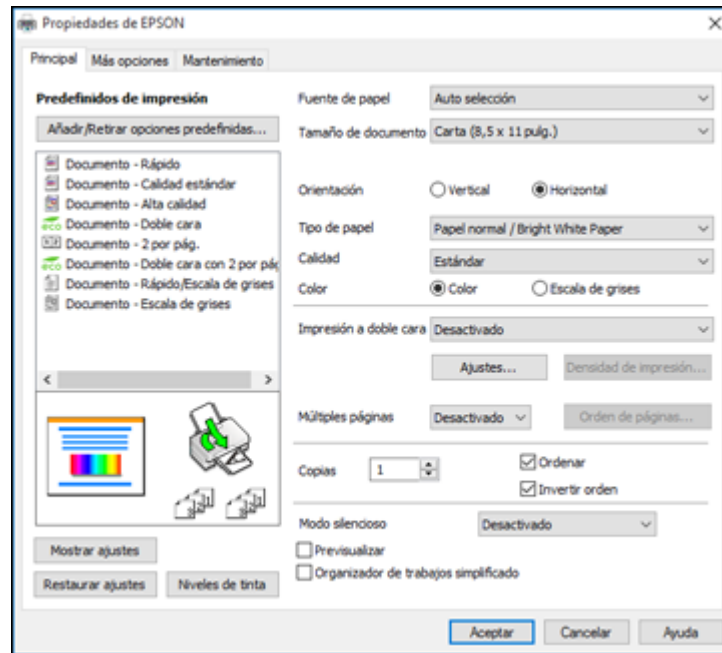 Propiedades de EPSON
Principal Más opciones Mantenimiento
Predefinidos de impresión
Añadir/Retirar opciones predefinidas...
Documento - Rápido
Documento - Calidad estándar
Documento - Alta calidad
eco Documento - Doble cara
Documento - 2 por pág.
eco Documento - Doble cara con 2 por pág
Documento - Rápido/Escala de grises
Documento - Escala de grises
Mostrar ajustes
Restaurar ajustes Niveles de tinta
Fuente de papel Auto selección
Tamaño de documento Carta (8,5 x 11 pulg.)
Orientación Vertical Horizontal
Tipo de papel Papel normal / Bright White Paper
Calidad Estándar
Color Color Escala de grises
Impresión a doble cara Desactivado
Ajustes... Densidad de impresión...
Múltiples páginas Desactivado Orden de páginas...
Copias 1 Ordenar
Invertir orden
Modo silencioso Desactivado
Previsualizar
Organizador de trabajos simplificado
Aceptar Cancelar Ayuda